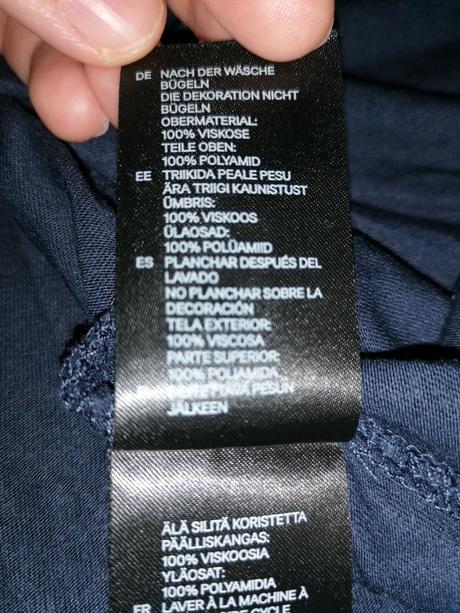 DE NACH DER WÄSCHE
BÜGELN
DIE DEKORATION NICHT
BÜGELN
OBERMATERIAL:
100% VISKOSE
TEILE OBEN:
100% POLYAMID
EE TRIIKIDA PEALE PESU
ÄRA TRIIGI KAUNISTUST
ÜMBRIS:
100% VISKOOS
ÜLAOSAD:
100% POLÜAMIID
ES PLANCHAR DESPUÉS DEL
LAVADO
NO PLANCHAR SOBRE LA
DECORACIÓN
TELA EXTERIOR:
100% VISCOSA
PARTE SUPERIOR:
100% POLIAMIDA
PESUN
JÄLKEEN
ÄLÄ SILITÄ KORISTETTA
PÄÄLLISKANGAS:
100% VISKOOSIA
YLÄOSAT:
100% POLYAMIDIA
FR LAVER À LA MACHINE À
CYCLE